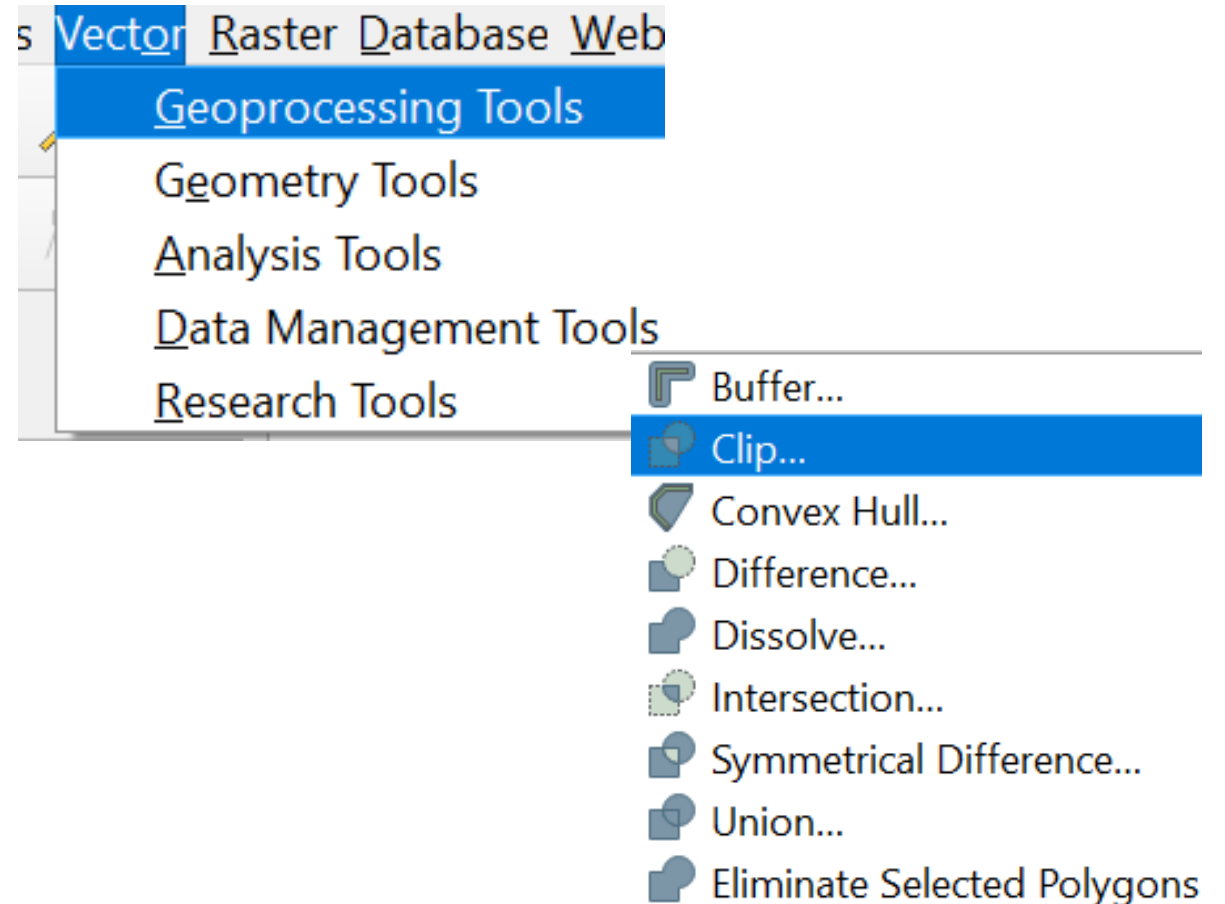 s Vector Raster Database Web
Geoprocessing Tools
Geometry Tools
Analysis Tools
Data Management Tools
Research Tools
Buffer...
Clip...
Convex Hull...
Difference...
Dissolve...
Intersection...
Symmetrical Difference...
Union...
Eliminate Selected Polygons